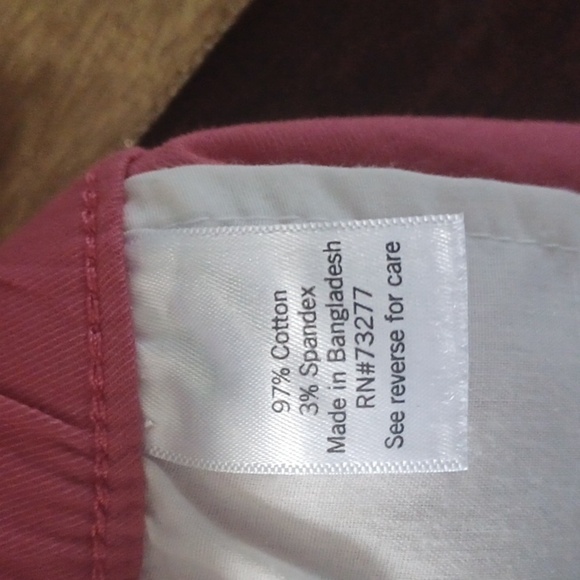 97% Cotton
3% Spandex
Made in Bangladesh
RN#73277
See reverse for care